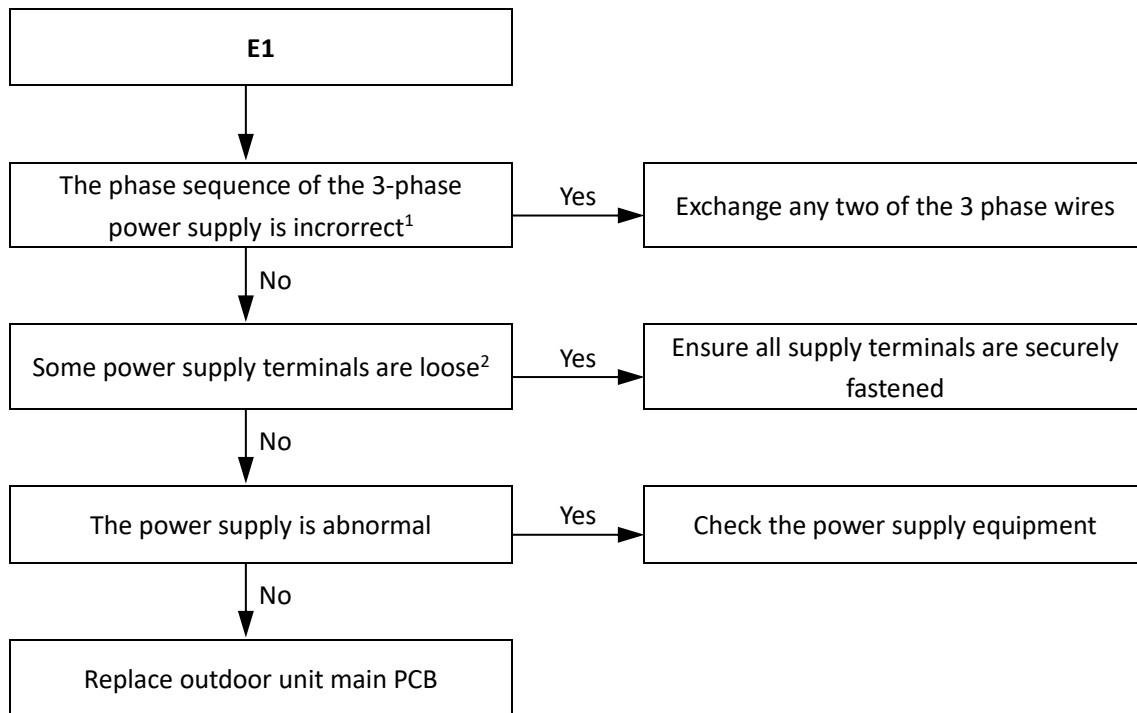 E1
The phase sequence of the 3-phase
power supply is incrorrect¹
Yes
Exchange any two of the 3 phase wires
No
Some power supply terminals are loose²
Yes
Ensure all supply terminals are securely
fastened
No
The power supply is abnormal
Yes
Check the power supply equipment
No
Replace outdoor unit main PCB